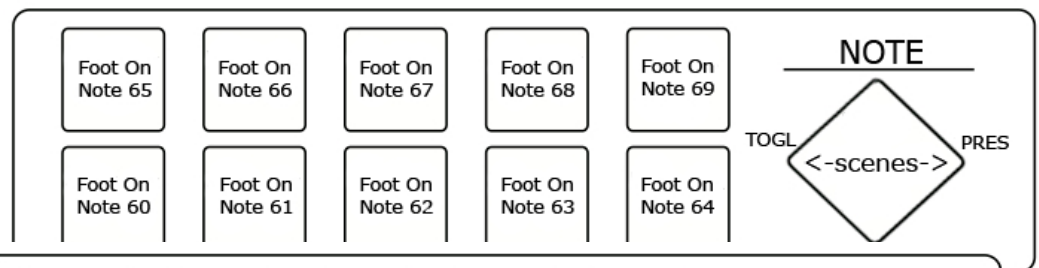 Foot On Foot On Foot On Foot On Foot On
Note 65 Note 66 Note 67 Note 68 Note 69
NOTE
TOGL <-scenes-> PRES
Foot On Foot On Foot On Foot On Foot On
Note 60 Note 61 Note 62 Note 63 Note 64